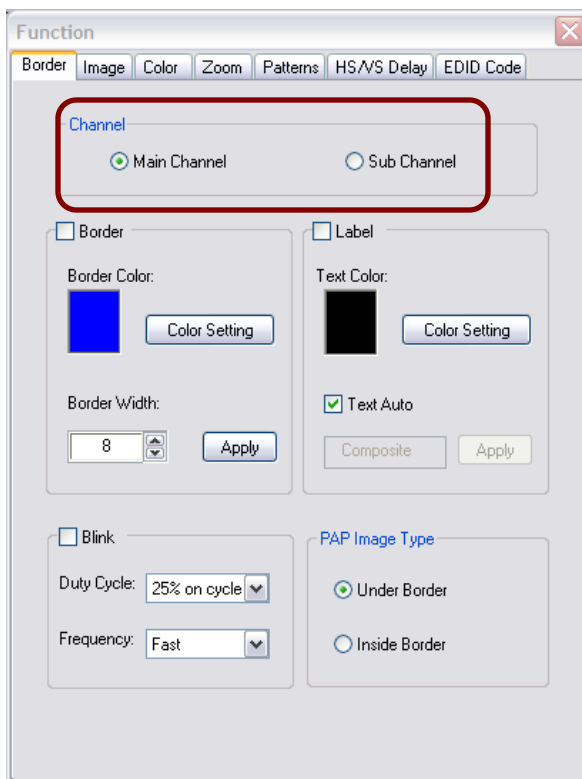 Function
Border Image Color Zoom Patterns HS/VS Delay EDID Code
Channel
Main Channel Sub Channel
Border
Border Color:
Color Setting
Border Width:
8 Apply
Label
Text Color:
Color Setting
Text Auto
Composite Apply
Blink
Duty Cycle: 25% on cycle
Frequency: Fast
PAP Image Type
Under Border
Inside Border